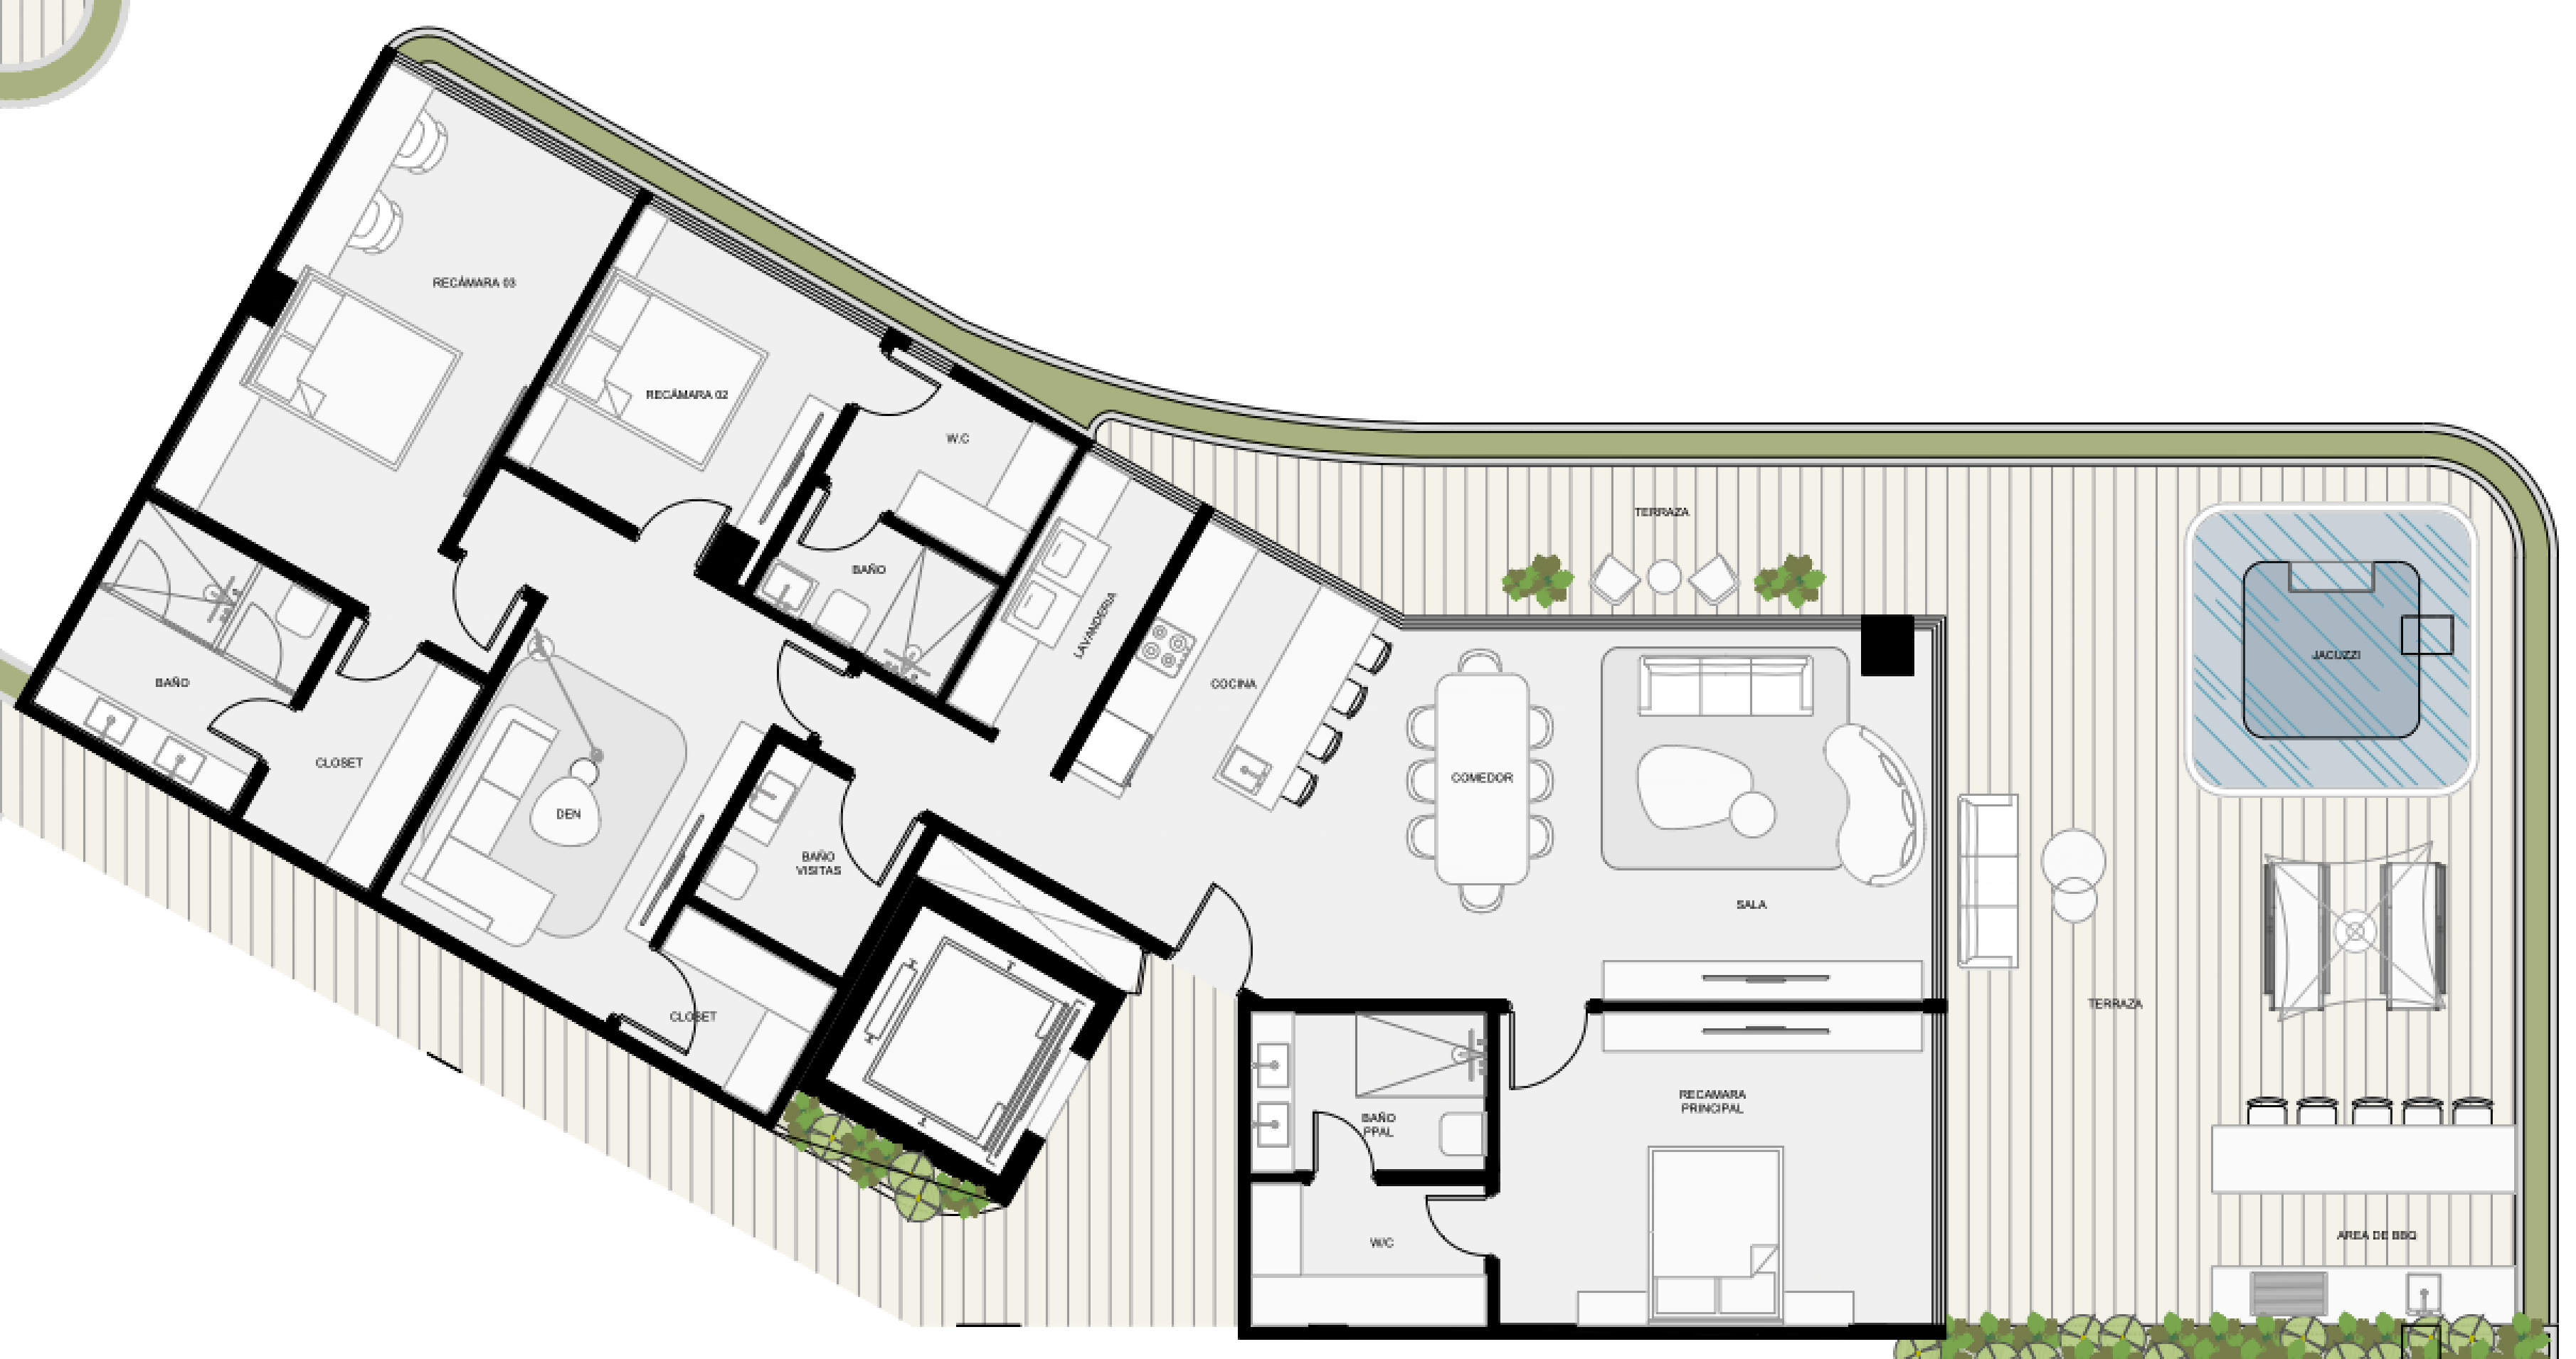 RECÁMARA 03
RECÁMARA 02
W.C
TERRAZA
BAÑO
LAVANDERIA
JACUZZI
BAÑO
COCINA
CLOSET
COMEDOR
DEN
BAÑO
VISITAS
SALA
TERRAZA
CLOSET
RECAMARA
PRINCIPAL
BAÑO
PPAL
AREA DE BBQ
W/C